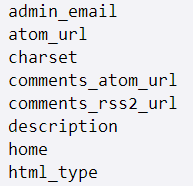 admin_email
atom_url
charset
comments_atom_url
comments_rss2_url
description
home
html_type